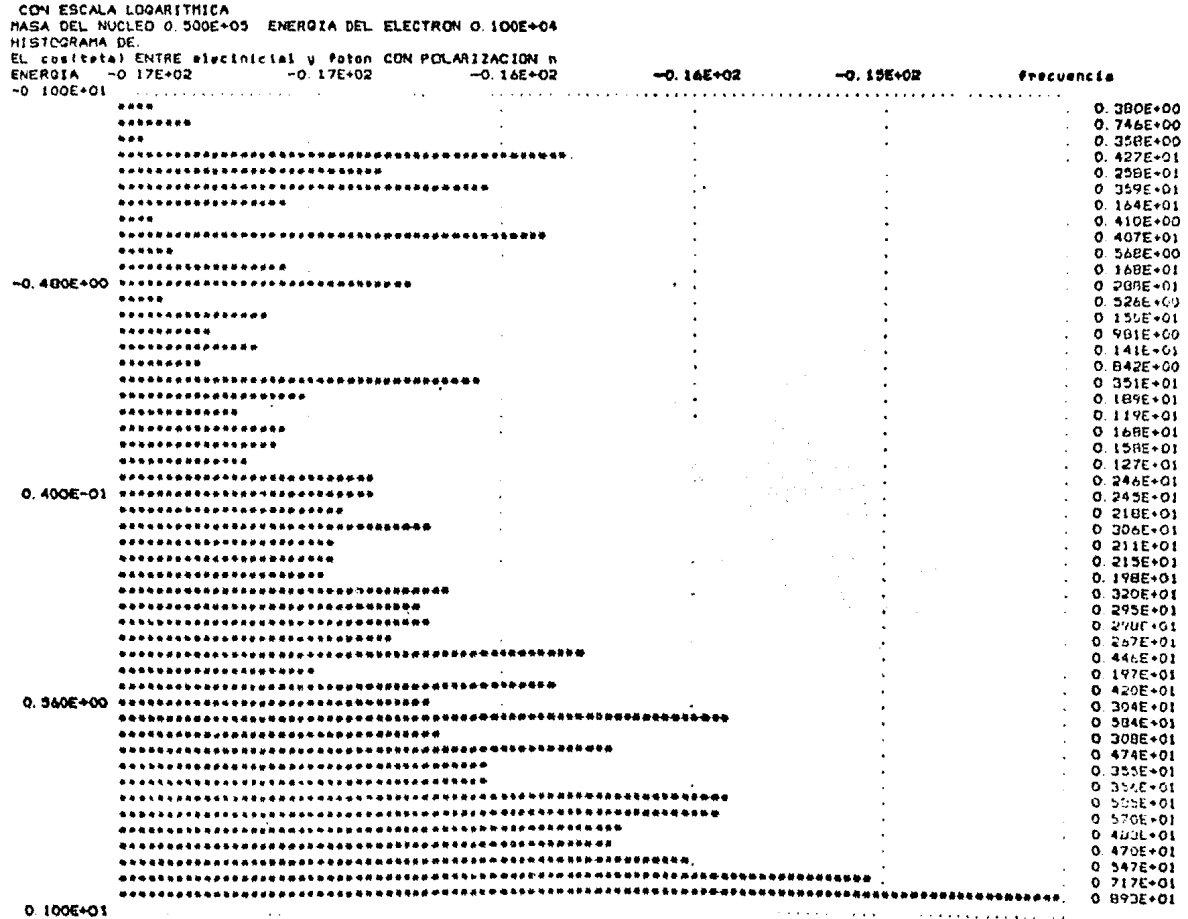 CON ESCALA LOGARITMICA
MASA DEL NUCLEO 0.500E+05 ENERGIA DEL ELECTRON 0.100E+04
HISTOGRAMA DE.
EL cos(teta) ENTRE elecinicial y foton CON POLARIZACION n
ENERGIA -0 17E+02 -0 17E+02 -0 16E+02 -0 16E+02 -0 15E+02 frecuencia
-0 100E+01
0.380E+00
0.746E+00
0.358E+00
0.427E+01
0.258E+01
0 359E+01
0.164E+01
0.410E+00
0.407E+01
0.568E+00
0 168E+01
-0.480E+00 0 288E+01
0.526E+00
0 150E+01
0 981E+00
0 141E+01
0.842E+00
0 351E+01
0.189E+01
0.119E+01
0 168E+01
0 158E+01
0 127E+01
0.246E+01
0.400E-01 0 245E+01
0 218E+01
0 306E+01
0 211E+01
0 215E+01
0 198E+01
0 320E+01
0 295E+01
0 267E+01
0 446E+01
0 197E+01
0 420E+01
0.560E+00 0 304E+01
0 584E+01
0 308E+01
0 474E+01
0.355E+01
0 570E+01
0 470E+01
0 547E+01
0 717E+01
0 893E+01
0 100E+01